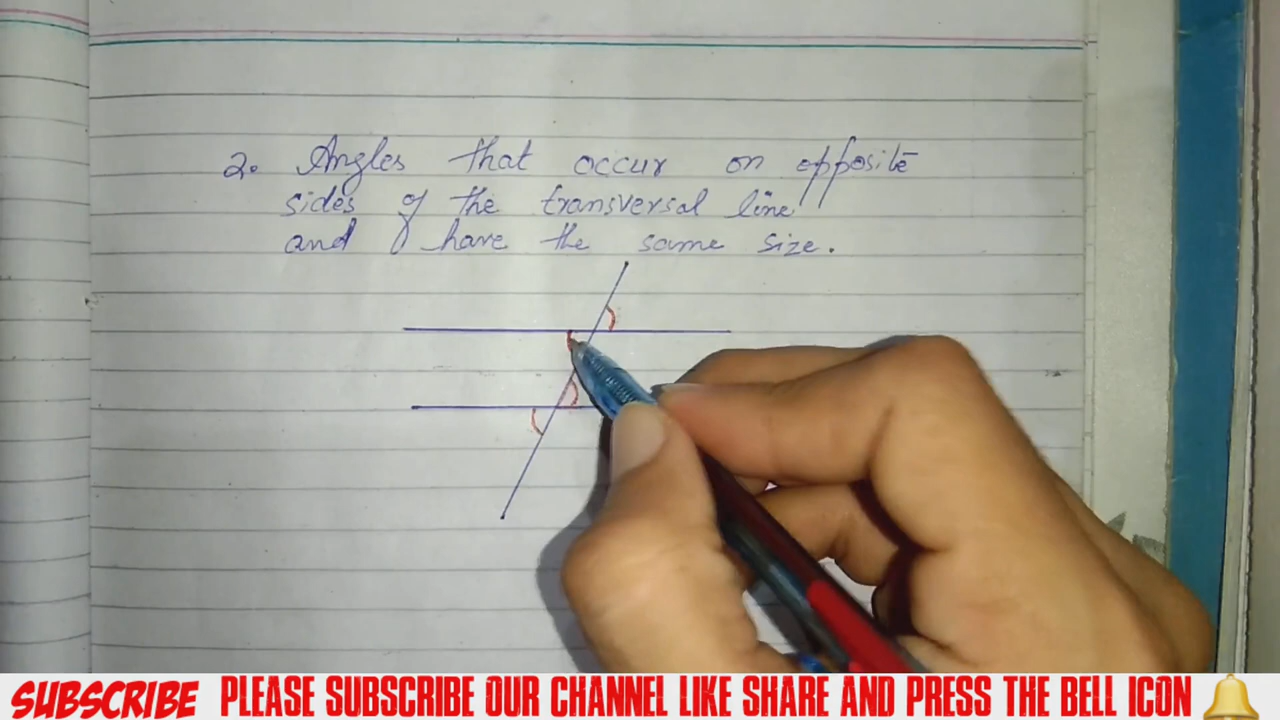 2. Angles that occur on opposite
sides of the transversal line
and have the same size.
SUBSCRIBE PLEASE SUBSCRIBE OUR CHANNEL LIKE SHARE AND PRESS THE BELL ICON